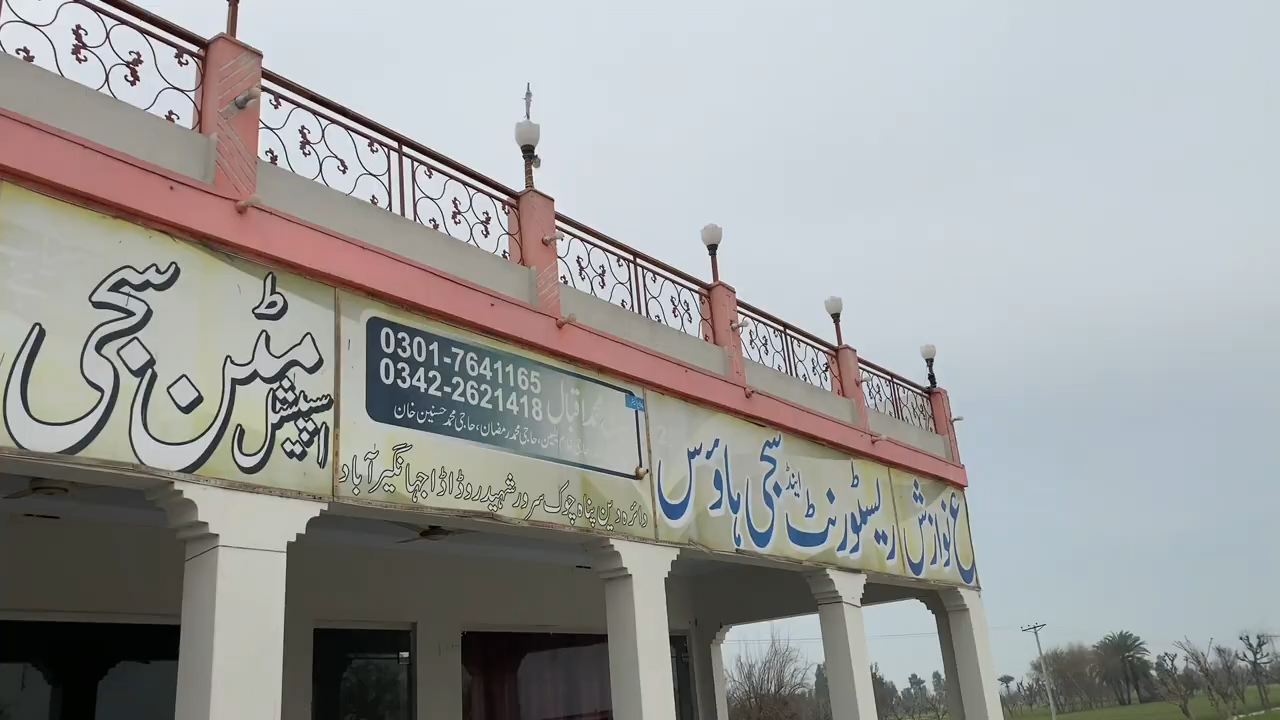 ع نوازش ریسٹورنٹ اینڈ سجی ہاؤس
0301-7641165
0342-2621418
محمد اقبال
حاجی محمد رمضان، حاجی محمد حسنین خان
دائرہ دین پناہ چوک سرور شہید روڈ اڈا جہانگیر آباد
اسپیشل
مٹن سجی